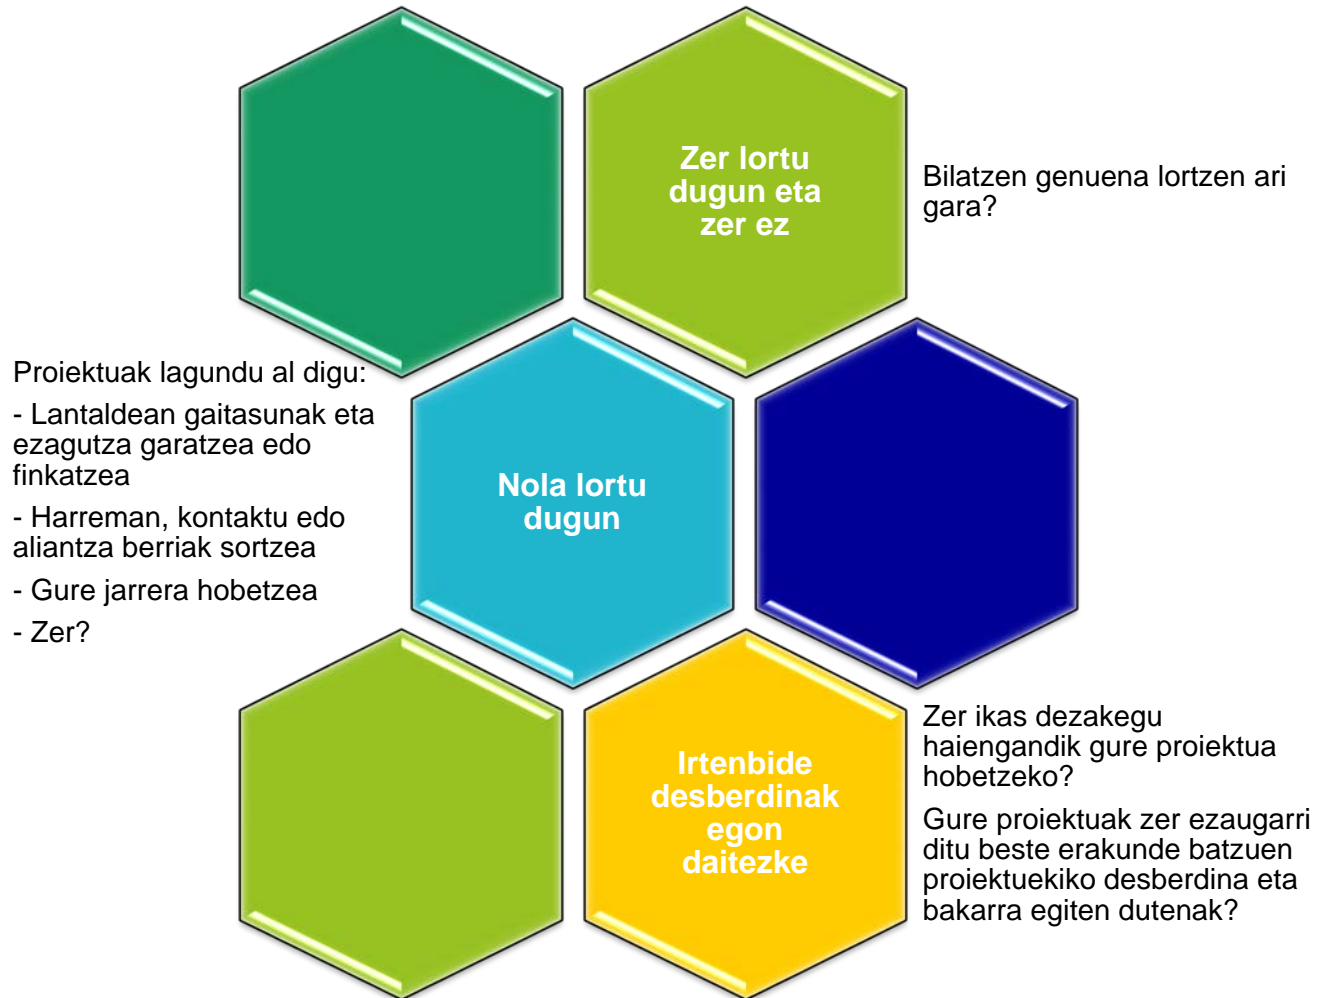 Zer lortu
dugun eta
zer ez
Bilatzen genuena lortzen ari
gara?
Proiektuak lagundu al digu:
- Lantaldean gaitasunak eta
ezagutza garatzea edo
finkatzea
- Harreman, kontaktu edo
aliantza berriak sortzea
- Gure jarrera hobetzea
- Zer?
Nola lortu
dugun
Irtenbide
desberdinak
egon
daitezke
Zer ikas dezakegu
haiengandik gure proiektua
hobetzeko?
Gure proiektuak zer ezaugarri
ditu beste erakunde batzuen
proiektuekiko desberdina eta
bakarra egiten dutenak?